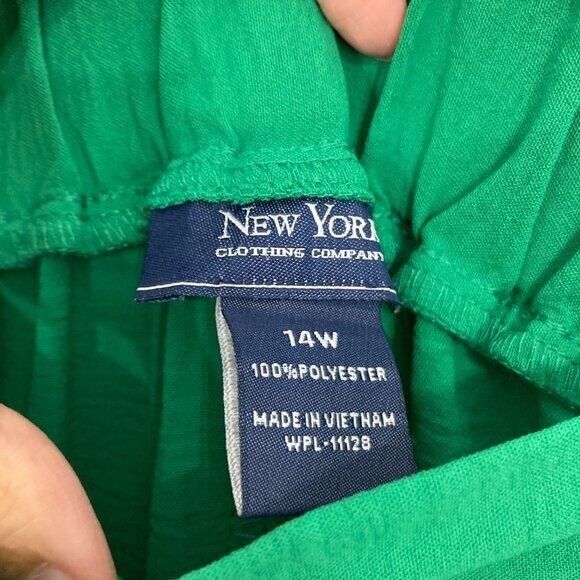 NEW YORK
CLOTHING COMPANY
14W
100%POLYESTER
MADE IN VIETNAM
WPL-11128